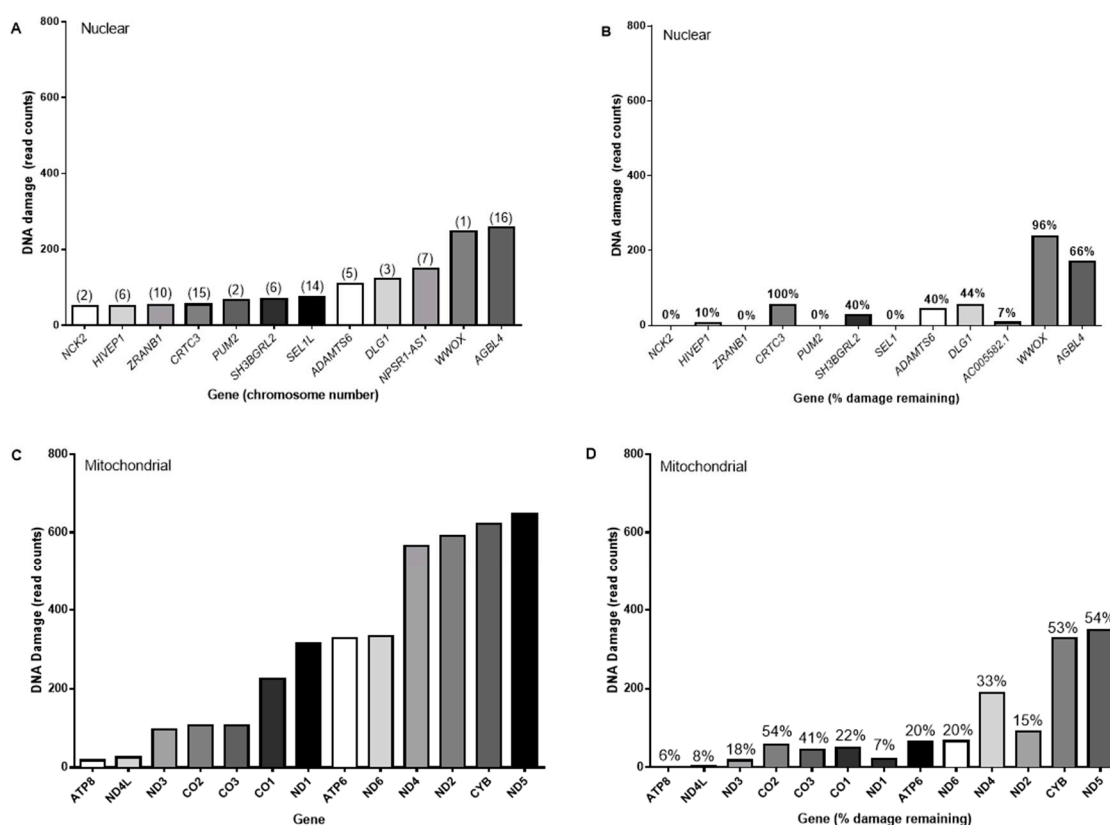 A
Nuclear
DNA damage (read counts)
800
600
400
200
0
(2)
(6)
(10)
(15)
(2)
(6)
(14)
(5)
(3)
(7)
(1)
(16)
NCK2
HIVEP1
ZRANB1
CRTC3
PUM2
SH3BGRL2
SEL1L
ADAMTS6
DLG1
NPSR1-AS1
WWOX
AGBL4
Gene (chromosome number)
B
Nuclear
DNA damage (read counts)
800
600
400
200
0
0%
10%
0%
100%
0%
40%
0%
40%
44%
7%
96%
66%
NCK2
HIVEP1
ZRANB1
CRTC3
PUM2
SH3BGRL2
SEL1
ADAMTS6
DLG1
AC005582.1
WWOX
AGBL4
Gene (% damage remaining)
C
Mitochondrial
DNA Damage (read counts)
800
600
400
200
0
ATP8
ND4L
ND3
CO2
CO3
CO1
ND1
ATP6
ND6
ND4
ND2
CYB
ND5
Gene
D
Mitochondrial
DNA Damage (read counts)
800
600
400
200
0
6%
8%
18%
54%
41%
22%
7%
20%
20%
33%
15%
53%
54%
ATP8
ND4L
ND3
CO2
CO3
CO1
ND1
ATP6
ND6
ND4
ND2
CYB
ND5
Gene (% damage remaining)